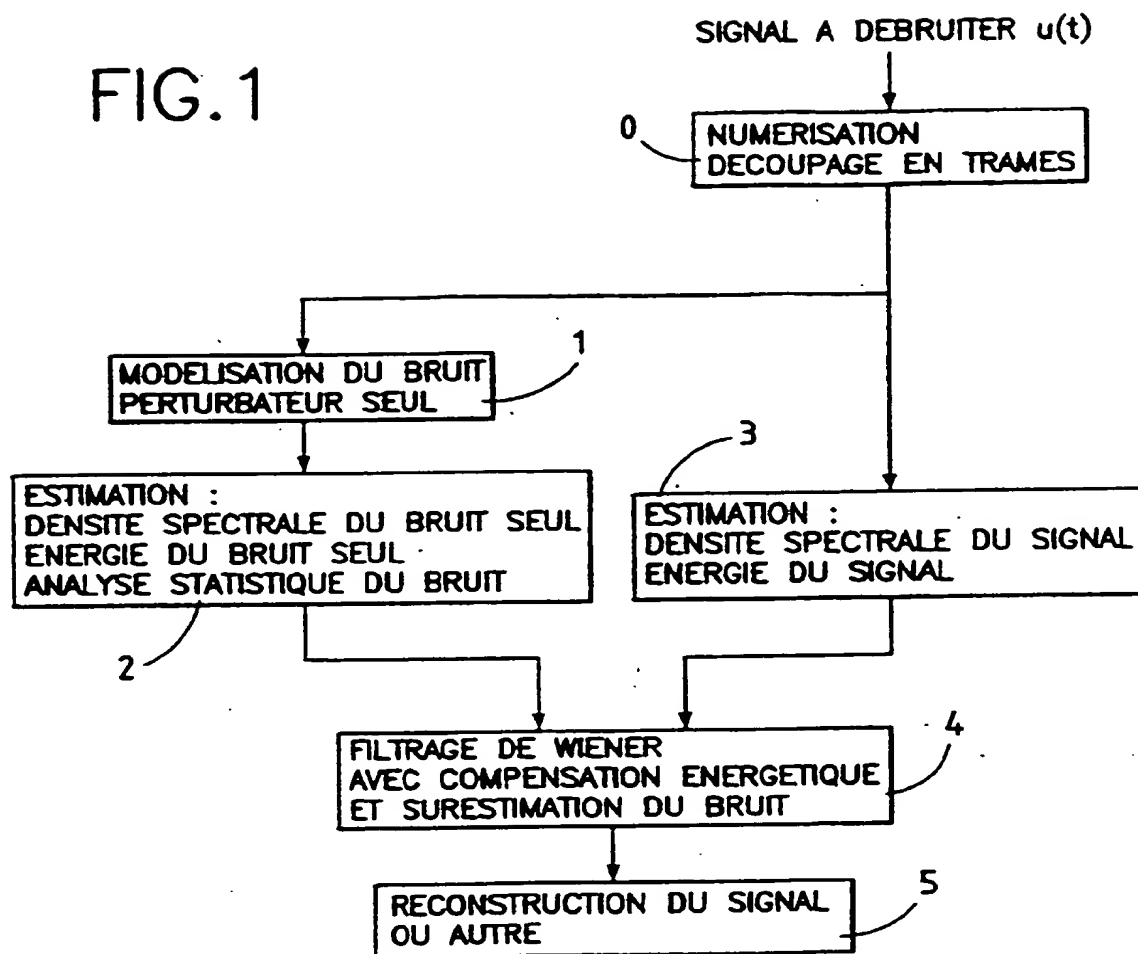 FIG.1
SIGNAL A DEBRUITER u(t)
0
NUMERISATION
DECOUPAGE EN TRAMES
1
MODELISATION DU BRUIT
PERTURBATEUR SEUL
3
ESTIMATION :
DENSITE SPECTRALE DU BRUIT SEUL
ENERGIE DU BRUIT SEUL
ANALYSE STATISTIQUE DU BRUIT
2
ESTIMATION :
DENSITE SPECTRALE DU SIGNAL
ENERGIE DU SIGNAL
4
FILTRAGE DE WIENER
AVEC COMPENSATION ENERGETIQUE
ET SURESTIMATION DU BRUIT
5
RECONSTRUCTION DU SIGNAL
OU AUTRE